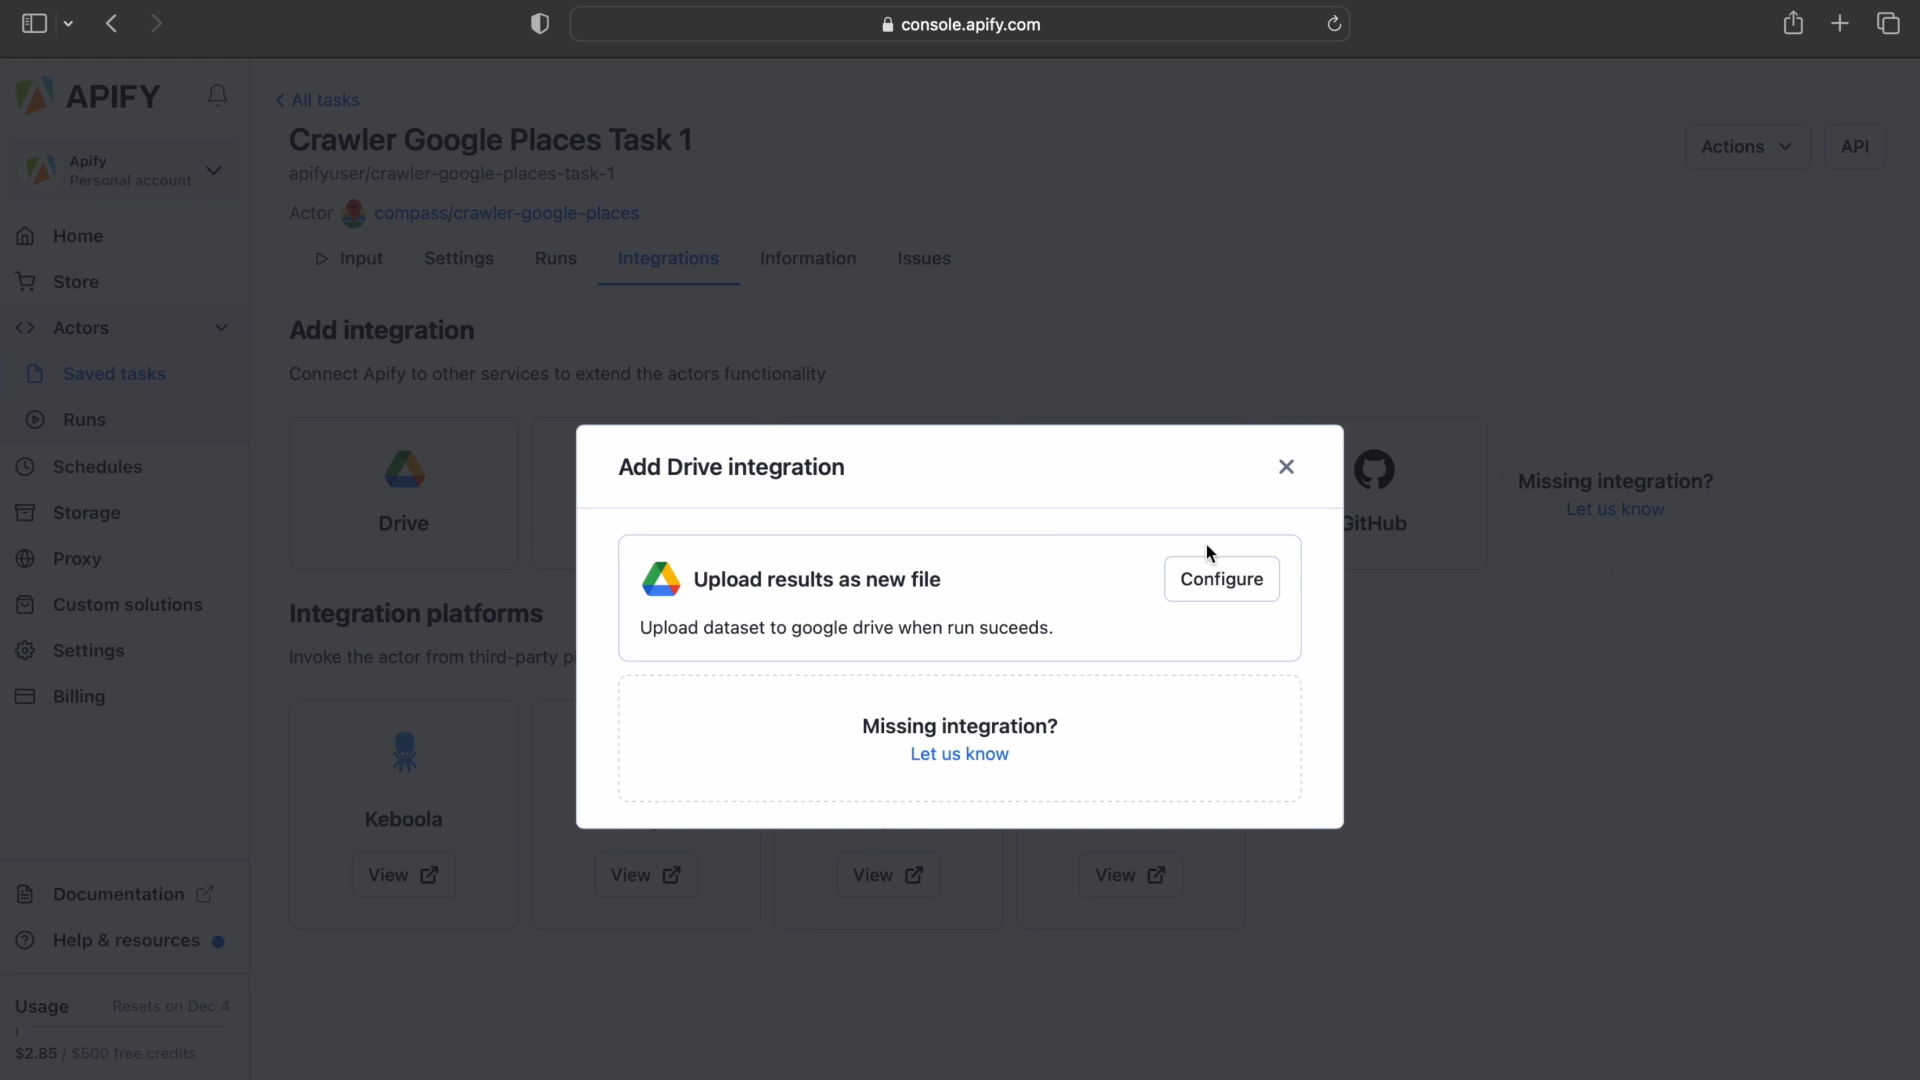 console.apify.com
APIFY
Apify
Personal account
Home
Store
Actors
Saved tasks
Runs
Schedules
Storage
Proxy
Custom solutions
Settings
Billing
Documentation
Help & resources
Usage Resets on Dec 4
$2.85 / $500 free credits
All tasks
Crawler Google Places Task 1
apifyuser/crawler-google-places-task-1
Actor compass/crawler-google-places
Actions API
Input Settings Runs Integrations Information Issues
Add integration
Connect Apify to other services to extend the actors functionality
Drive
GitHub
Missing integration?
Let us know
Integration platforms
Invoke the actor from third-party
Keboola
View View View View
Add Drive integration
Upload results as new file
Configure
Upload dataset to google drive when run suceeds.
Missing integration?
Let us know